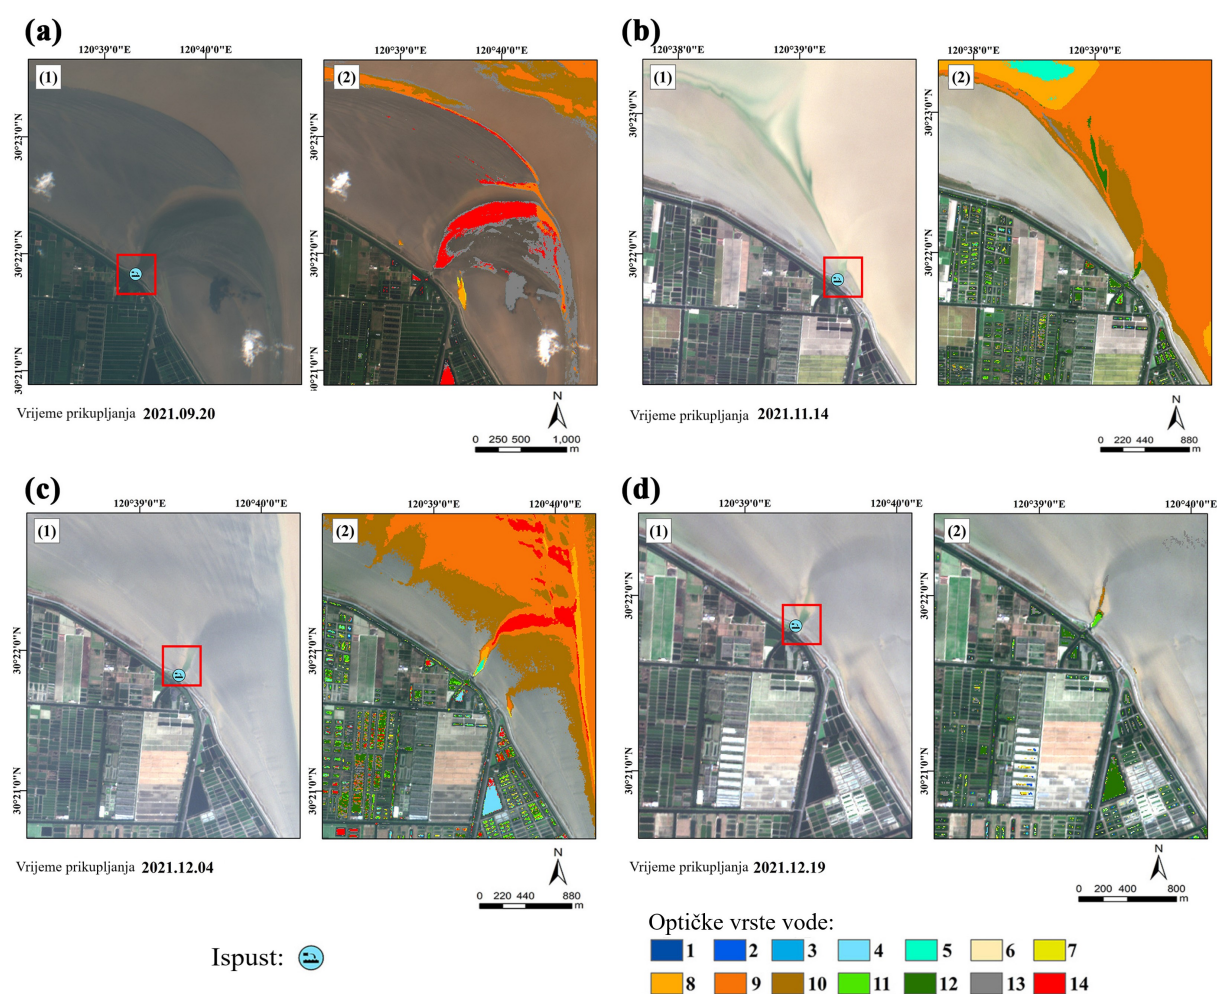 (a)
120°39'0"E 120°40'0"E
120°39'0"E 120°40'0"E
(1)
(2)
30°23'0"N
30°22'0"N
30°21'0"N
30°23'0"N
30°22'0"N
30°21'0"N
Vrijeme prikupljanja 2021.09.20
N
0 250 500 1,000
m
(b)
120°38'0"E 120°39'0"E
120°38'0"E 120°39'0"E
(1)
(2)
30°23'0"N
30°22'0"N
30°21'0"N
30°23'0"N
30°22'0"N
30°21'0"N
Vrijeme prikupljanja 2021.11.14
N
0 220 440 880
m
(c)
120°39'0"E 120°40'0"E
120°39'0"E 120°40'0"E
(1)
(2)
30°22'0"N
30°21'0"N
30°22'0"N
30°21'0"N
Vrijeme prikupljanja 2021.12.04
N
0 220 440 880
m
(d)
120°39'0"E 120°40'0"E
120°39'0"E 120°40'0"E
(1)
(2)
30°22'0"N
30°21'0"N
30°22'0"N
30°21'0"N
Vrijeme prikupljanja 2021.12.19
N
0 200 400 800
m
Ispust:
Optičke vrste vode:
1 2 3 4 5 6 7
8 9 10 11 12 13 14